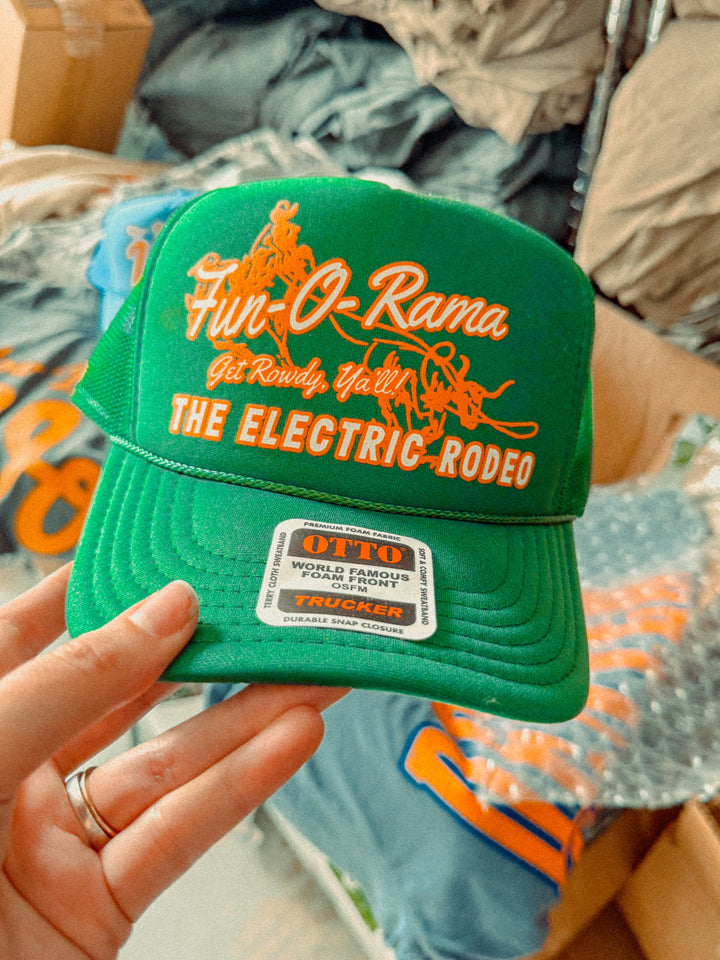 Fun-O-Rama
Get Rowdy, Ya'll!
THE ELECTRIC RODEO
PREMIUM FOAM FABRIC
OTTO
WORLD FAMOUS
FOAM FRONT
OSFM
TRUCKER
DURABLE SNAP CLOSURE
TERRY CLOTH SWEATBAND
SOFT & COMFY SWEATBAND